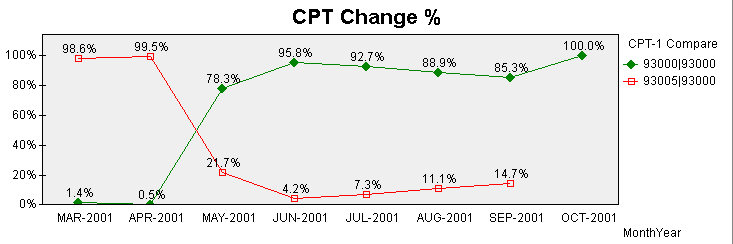 CPT Change %
CPT-1 Compare
93000|93000
93005|93000
100%
80%
60%
40%
20%
0%
98.6% 99.5% 78.3% 95.8% 92.7% 88.9% 85.3% 100.0%
1.4% 0.5% 21.7% 4.2% 7.3% 11.1% 14.7%
MAR-2001 APR-2001 MAY-2001 JUN-2001 JUL-2001 AUG-2001 SEP-2001 OCT-2001
MonthYear